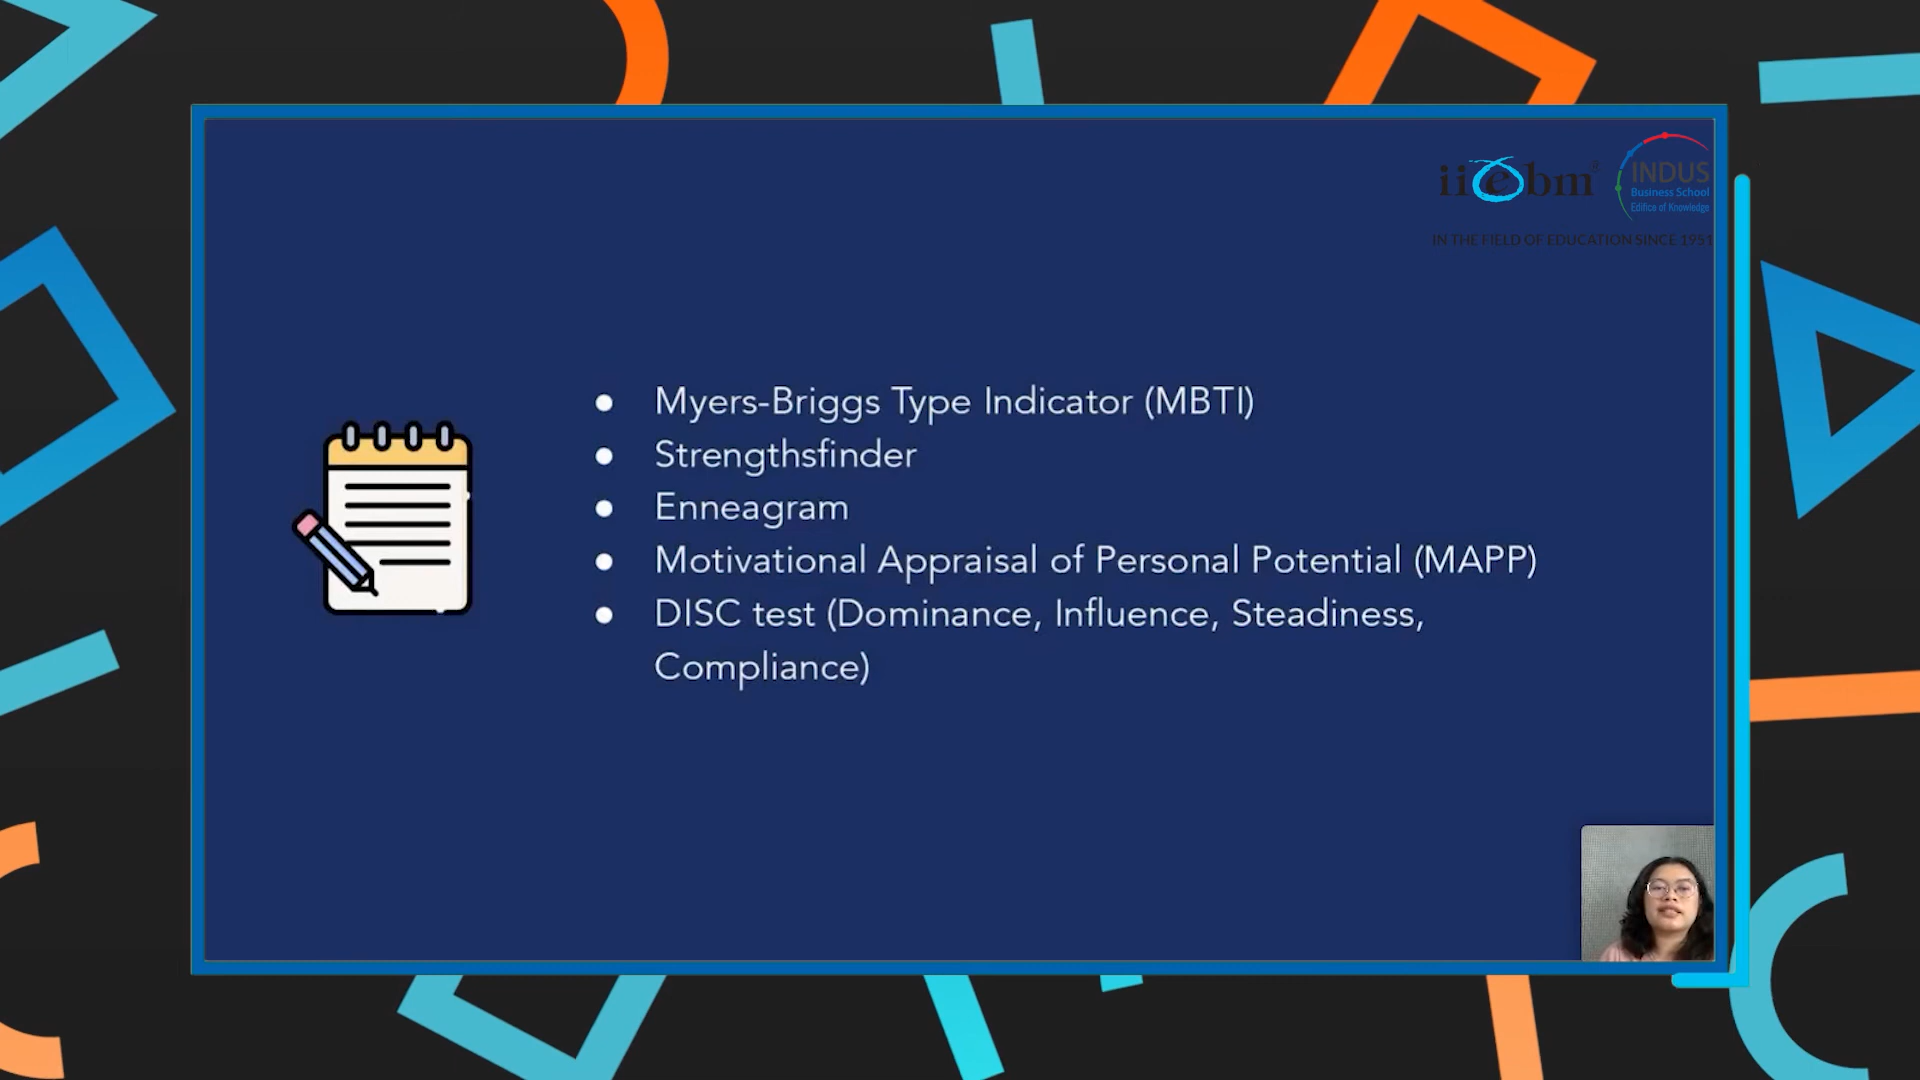 iiebm®
INDUS
Business School
Edifice of Knowledge
IN THE FIELD OF EDUCATION SINCE 1951
● Myers-Briggs Type Indicator (MBTI)
● Strengthsfinder
● Enneagram
● Motivational Appraisal of Personal Potential (MAPP)
● DISC test (Dominance, Influence, Steadiness,
Compliance)